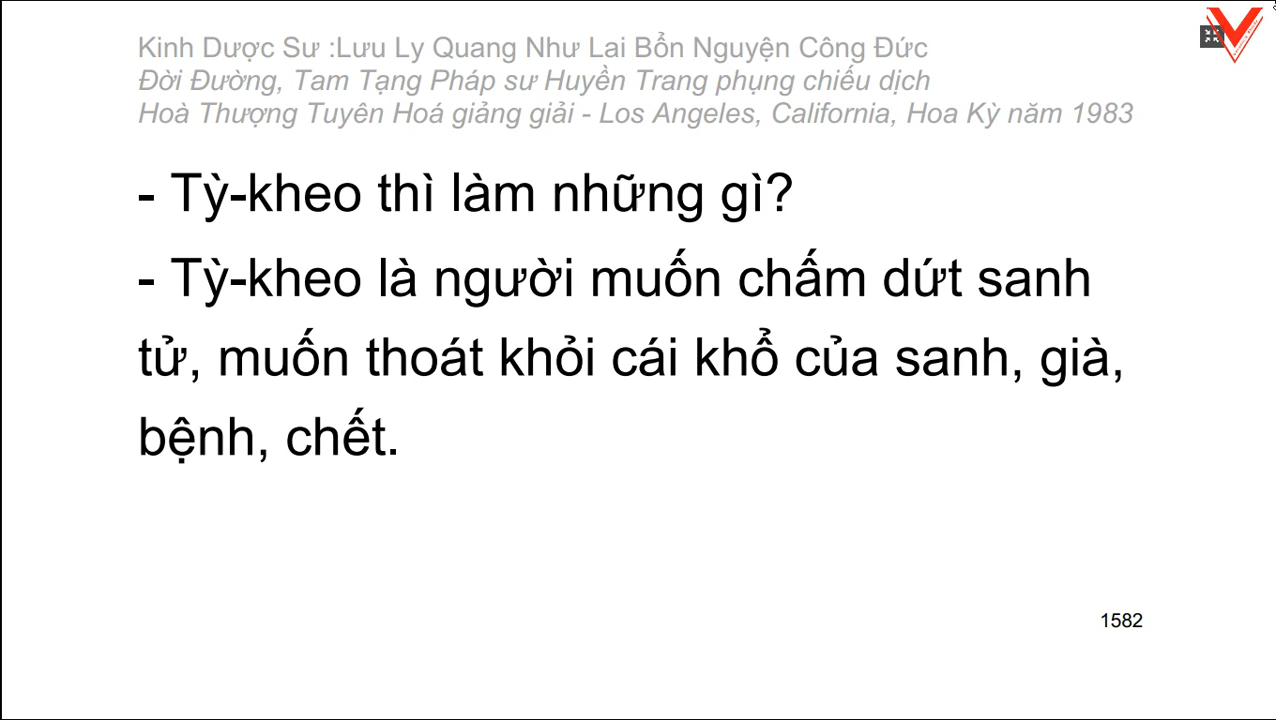 Kinh Dược Sư :Lưu Ly Quang Như Lai Bổn Nguyện Công Đức
Đời Đường, Tam Tạng Pháp sư Huyền Trang phụng chiếu dịch
Hoà Thượng Tuyên Hoá giảng giải - Los Angeles, California, Hoa Kỳ năm 1983
- Tỳ-kheo thì làm những gì?
- Tỳ-kheo là người muốn chấm dứt sanh
tử, muốn thoát khỏi cái khổ của sanh, già,
bệnh, chết.
1582